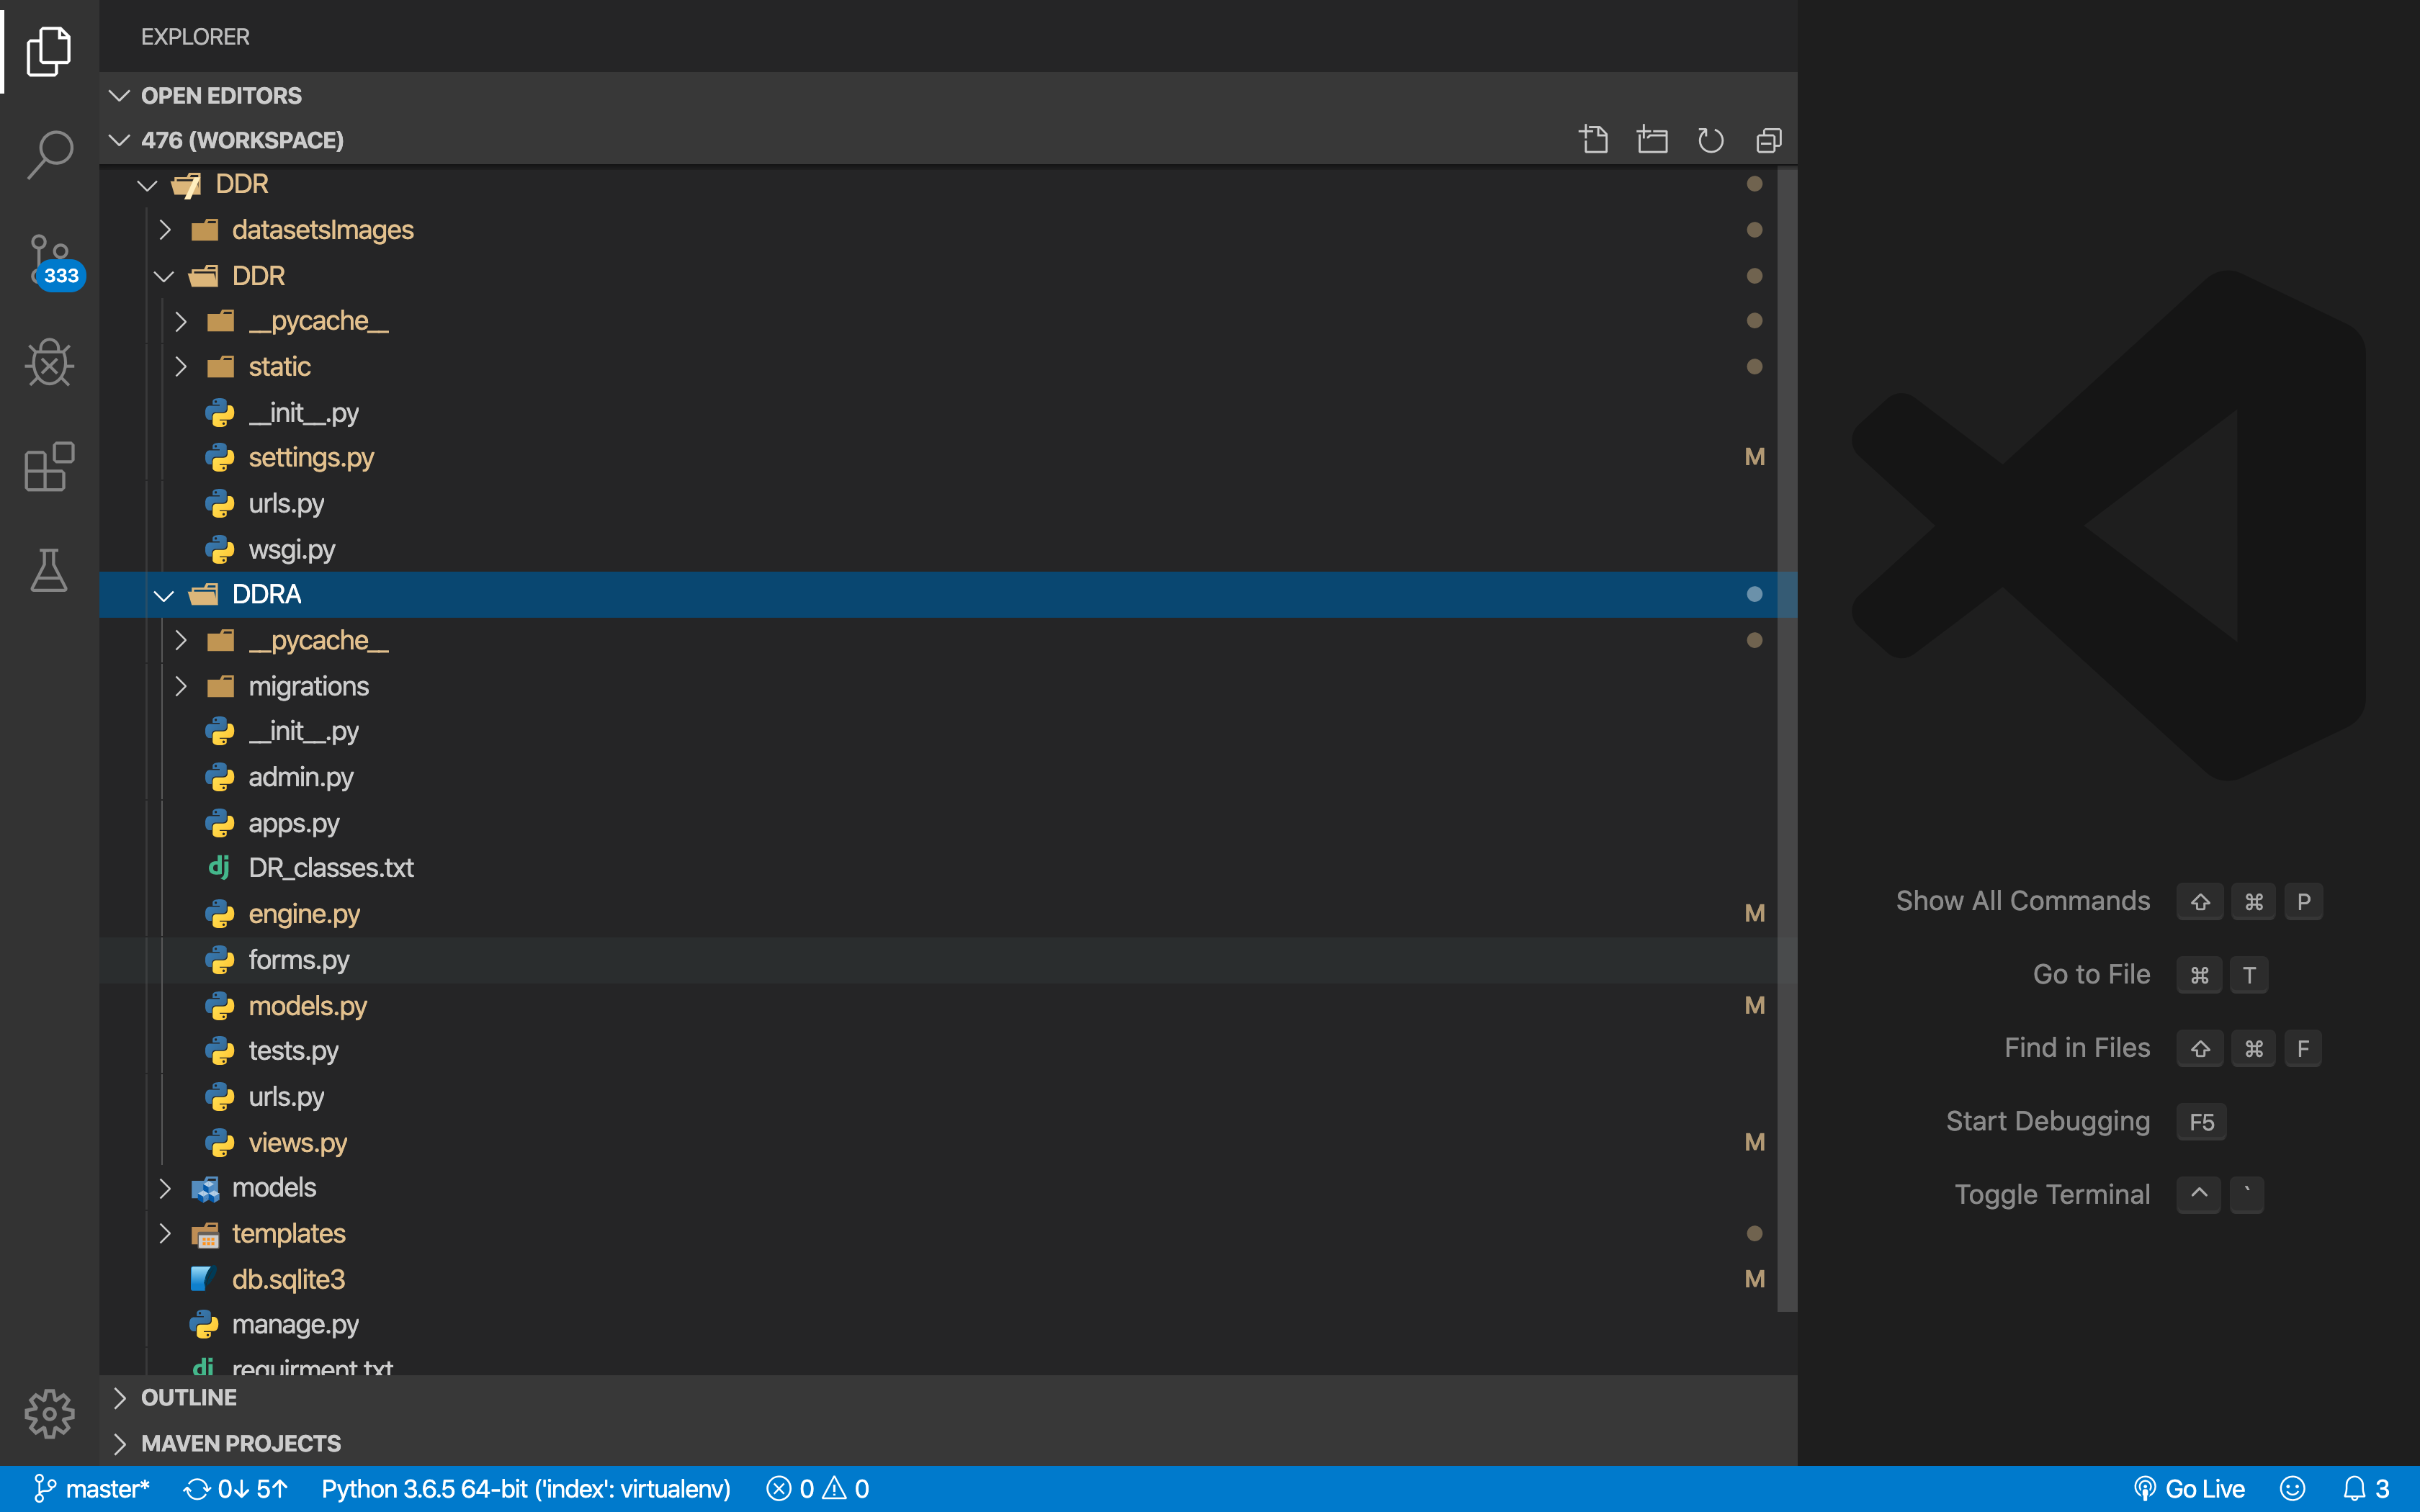 EXPLORER
OPEN EDITORS
476 (WORKSPACE)
DDR
datasetsImages
DDR
__pycache__
static
__init__.py
settings.py M
urls.py
wsgi.py
DDRA
__pycache__
migrations
__init__.py
admin.py
apps.py
dj DR_classes.txt
engine.py M
forms.py
models.py M
tests.py
urls.py
views.py M
models
templates
db.sqlite3 M
manage.py
dj requirment.txt
OUTLINE
MAVEN PROJECTS
333
Show All Commands ⇧ ⌘ P
Go to File ⌘ T
Find in Files ⇧ ⌘ F
Start Debugging F5
Toggle Terminal ^ `
master* 0↓ 5↑ Python 3.6.5 64-bit ('index': virtualenv) 0 0 Go Live 3